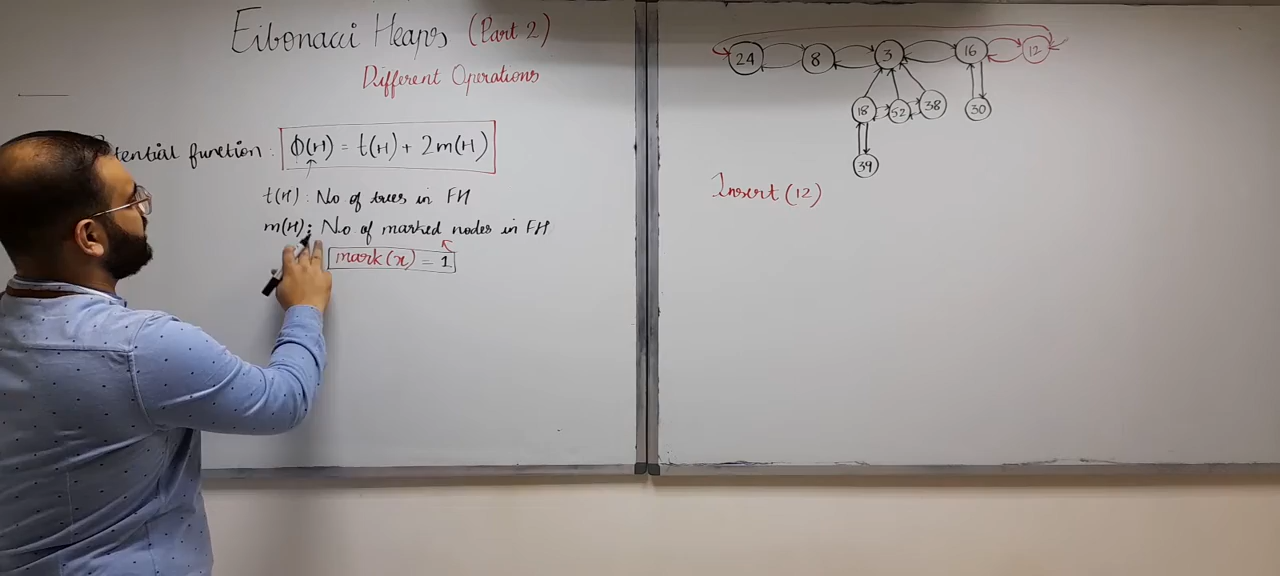 Fibonacci Heaps (Part 2)
Different Operations
Potential function: Φ(H) = t(H) + 2m(H)
t(H): No of trees in FH
m(H): No of marked nodes in FH
mark(x) = 1
24 8 3 16 12
18 52 38 30
39
Insert (12)